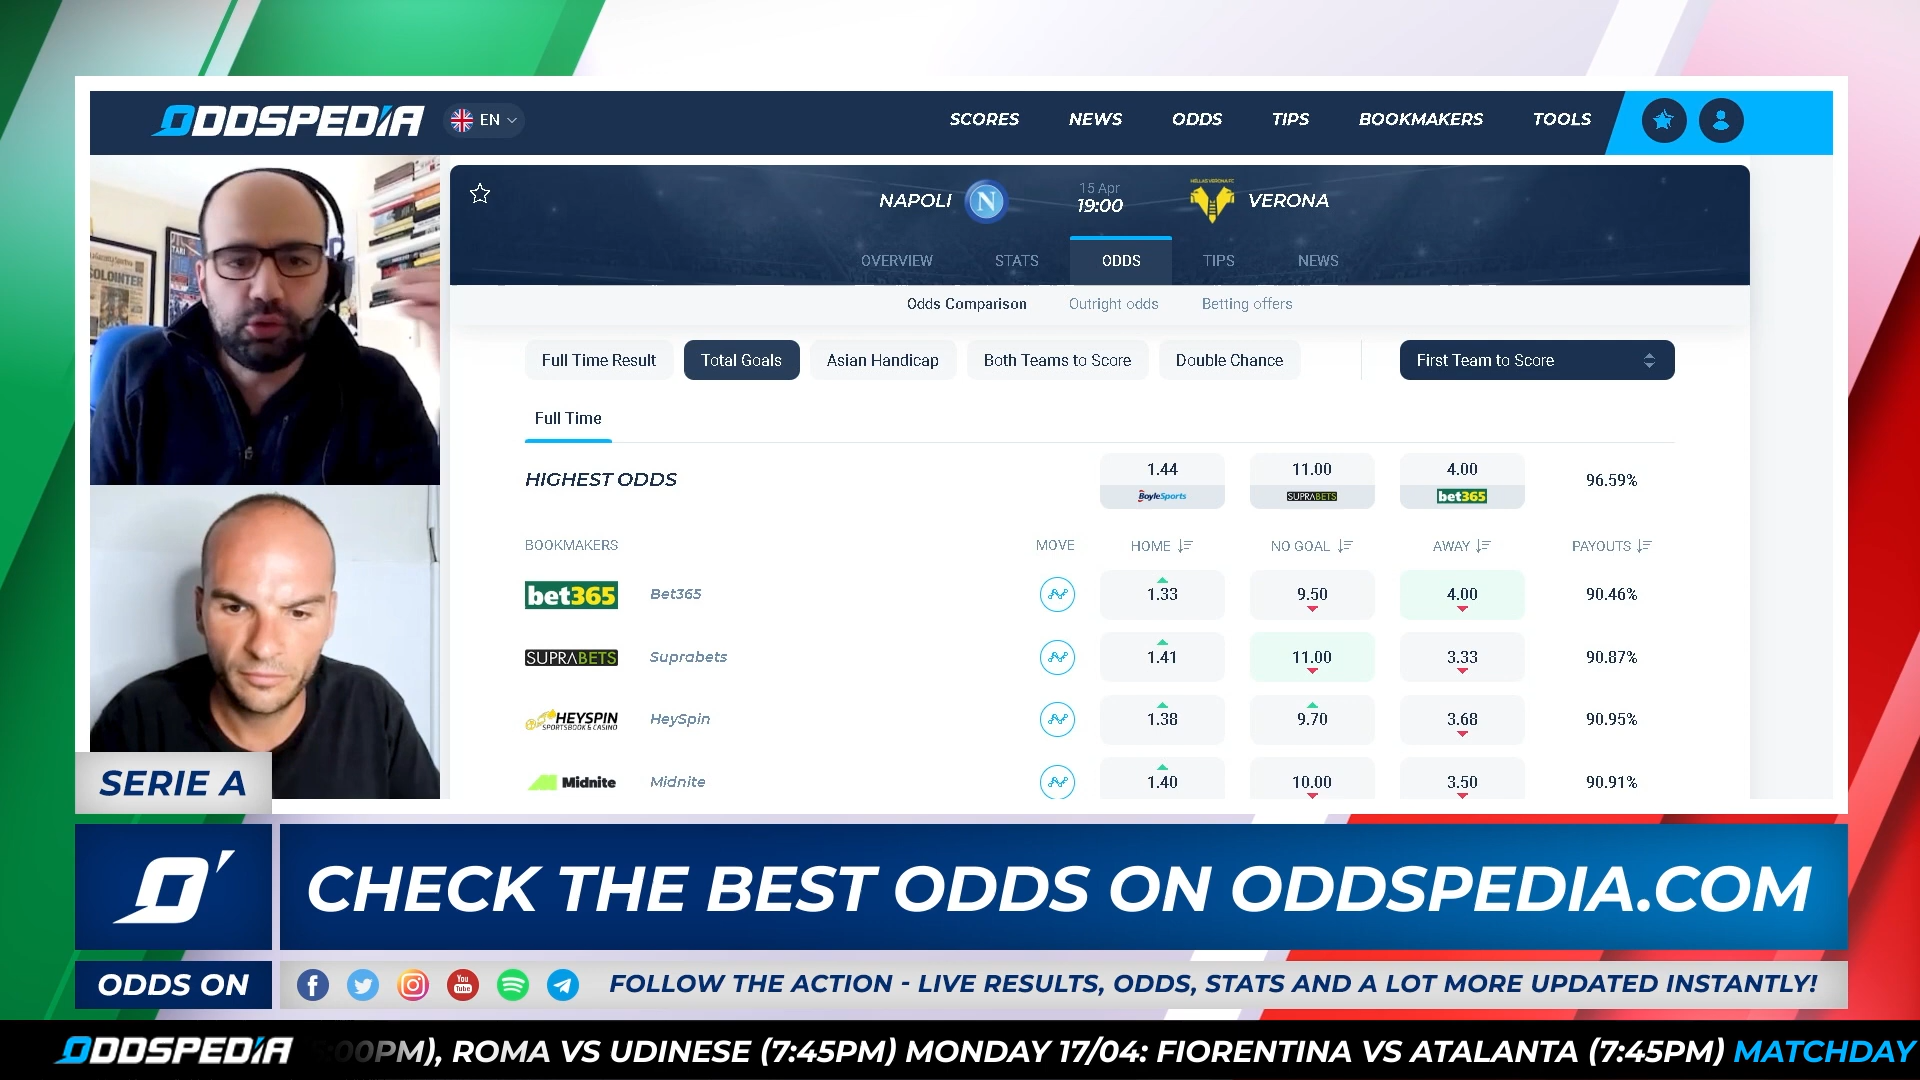 ODDSPEDIA
EN
SCORES
NEWS
ODDS
TIPS
BOOKMAKERS
TOOLS
NAPOLI
N
15 Apr
19:00
HELLAS VERONA FC
VERONA
OVERVIEW
STATS
ODDS
TIPS
NEWS
Odds Comparison
Outright odds
Betting offers
Full Time Result
Total Goals
Asian Handicap
Both Teams to Score
Double Chance
First Team to Score
Full Time
HIGHEST ODDS
1.44
BoyleSports
11.00
SUPRABETS
4.00
bet365
96.59%
BOOKMAKERS
MOVE
HOME
NO GOAL
AWAY
PAYOUTS
bet365 Bet365 1.33 9.50 4.00 90.46%
SUPRABETS Suprabets 1.41 11.00 3.33 90.87%
HEYSPIN HeySpin 1.38 9.70 3.68 90.95%
SPORTSBOOK & CASINO
Midnite Midnite 1.40 10.00 3.50 90.91%
SOLOINTER
SERIE A
CHECK THE BEST ODDS ON ODDSPEDIA.COM
ODDS ON
You
Tube
FOLLOW THE ACTION - LIVE RESULTS, ODDS, STATS AND A LOT MORE UPDATED INSTANTLY!
ODDSPEDIA
:00PM), ROMA VS UDINESE (7:45PM) MONDAY 17/04: FIORENTINA VS ATALANTA (7:45PM) MATCHDAY